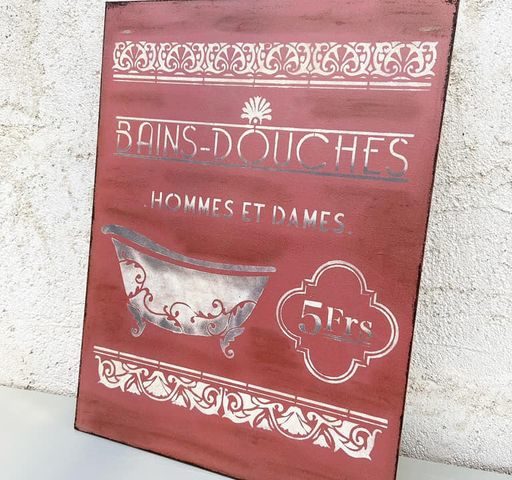 BAINS-DOUCHES
.HOMMES ET DAMES.
5Frs